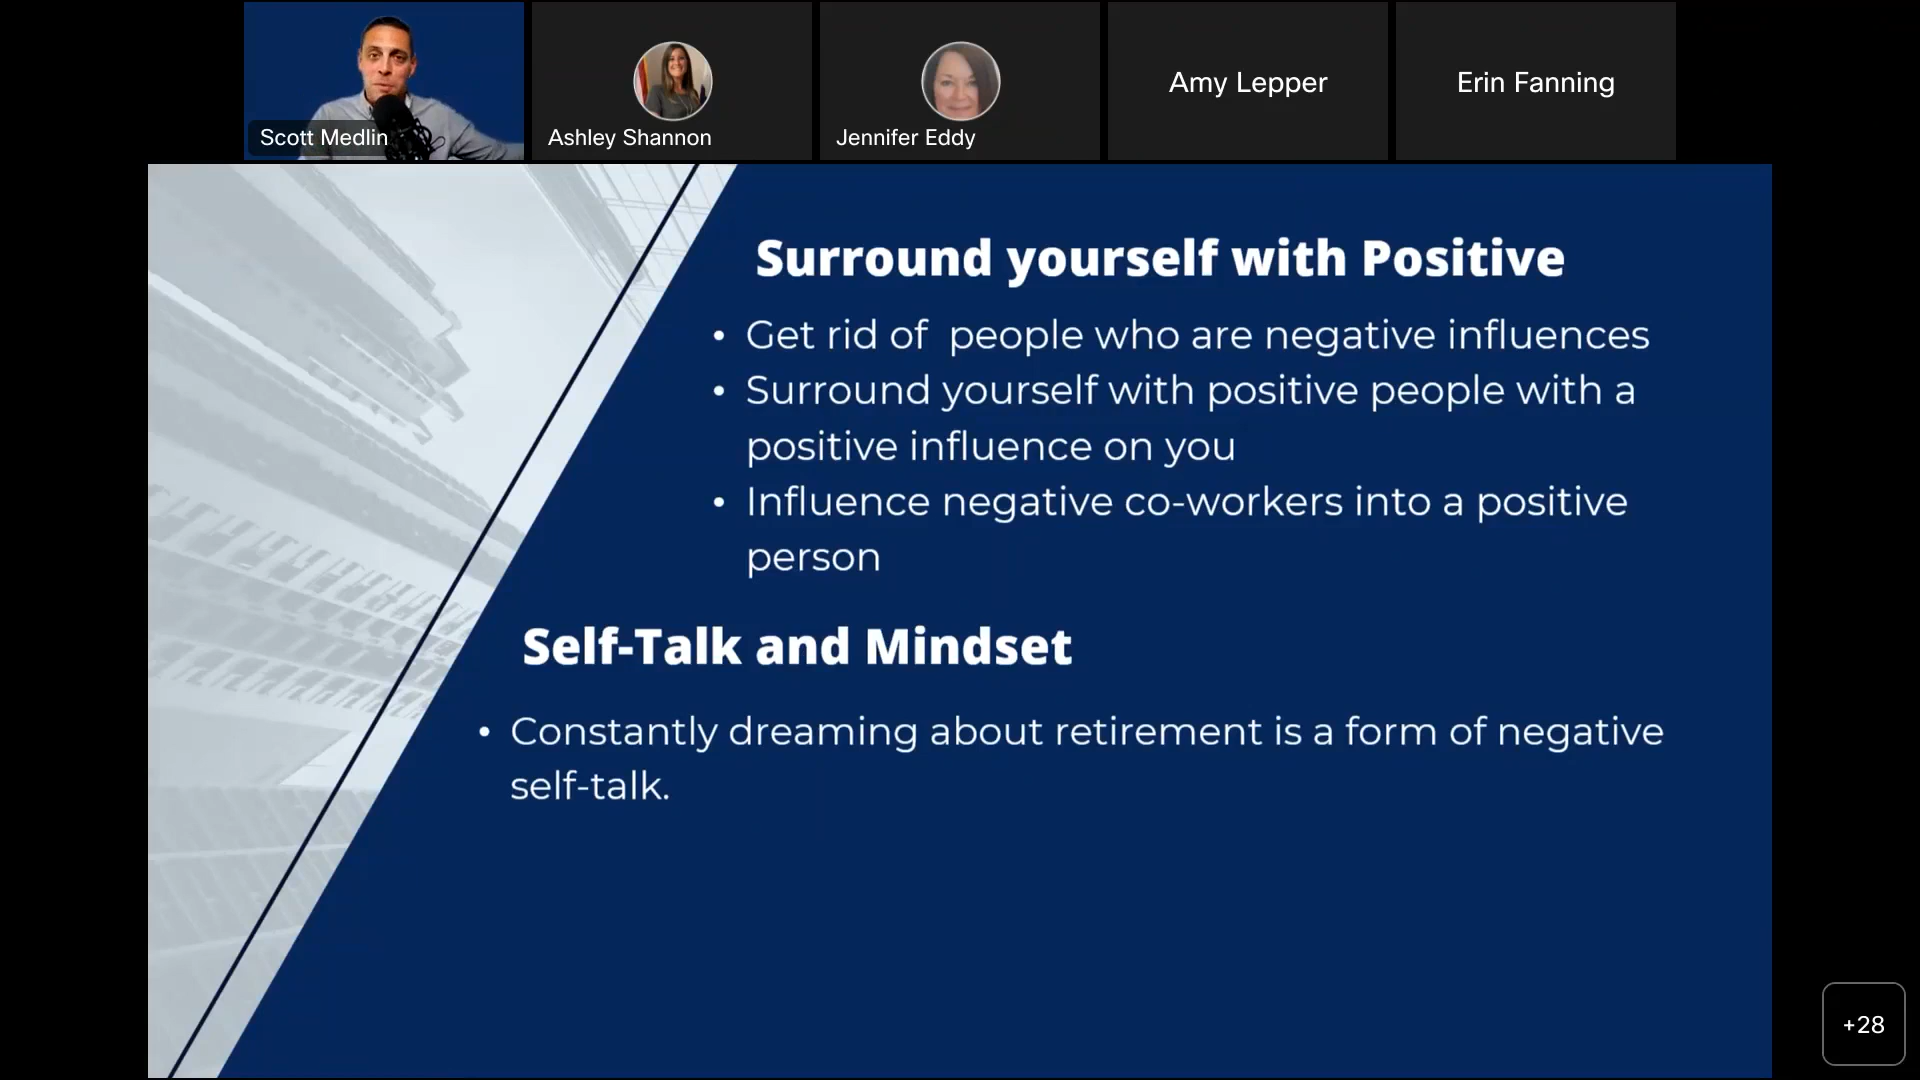 Scott Medlin
Ashley Shannon
Jennifer Eddy
Amy Lepper
Erin Fanning
Surround yourself with Positive
• Get rid of  people who are negative influences
• Surround yourself with positive people with a
positive influence on you
• Influence negative co-workers into a positive
person
Self-Talk and Mindset
• Constantly dreaming about retirement is a form of negative
self-talk.
+28